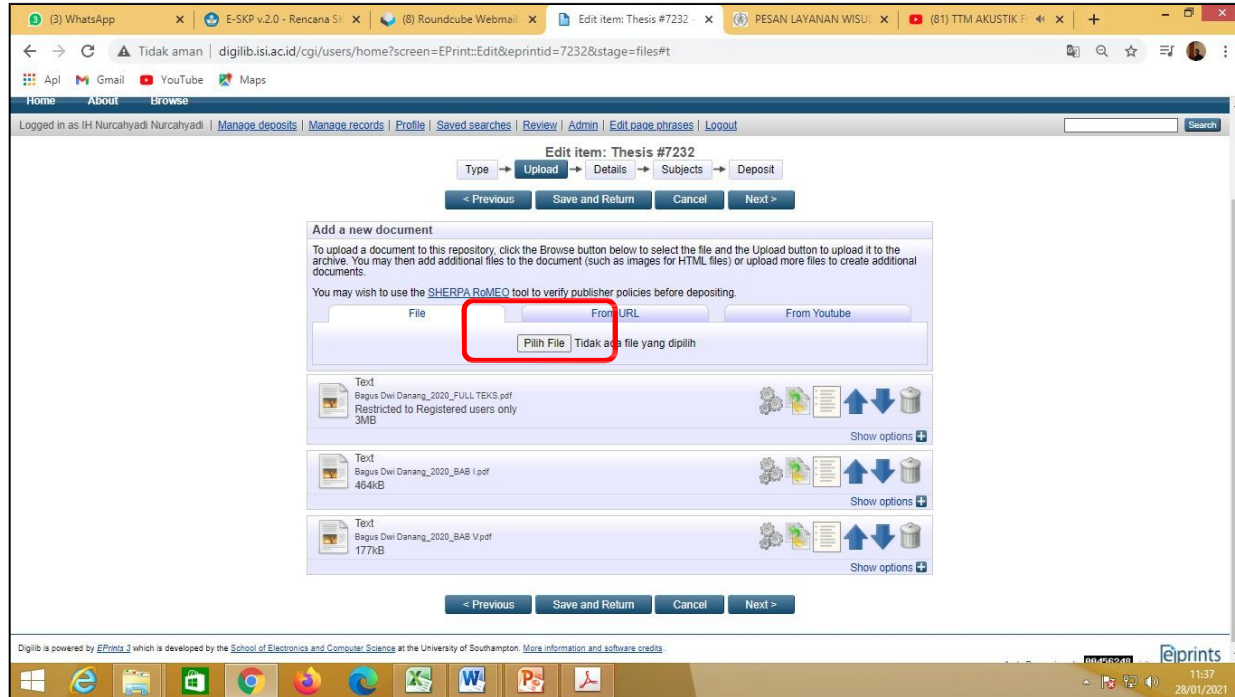 (3) WhatsApp
E-SKP v.2.0 - Rencana SK
(8) Roundcube Webmail
Edit item: Thesis #7232 -
PESAN LAYANAN WISUD
(81) TTM AKUSTIK F
Tidak aman | digilib.isi.ac.id/cgi/users/home?screen=EPrint::Edit&eprintid=7232&stage=files#t
Apl Gmail YouTube Maps
Home About Browse
Logged in as IH Nurcahyadi Nurcahyadi | Manage deposits | Manage records | Profile | Saved searches | Review | Admin | Edit page phrases | Logout
Search
Edit item: Thesis #7232
Type Upload Details Subjects Deposit
< Previous Save and Return Cancel Next >
Add a new document
To upload a document to this repository, click the Browse button below to select the file and the Upload button to upload it to the
archive. You may then add additional files to the document (such as images for HTML files) or upload more files to create additional
documents.
You may wish to use the SHERPA RoMEO tool to verify publisher policies before depositing.
File From URL From Youtube
Pilih File Tidak ada file yang dipilih
Text
Bagus Dwi Danang_2020_FULL TEKS.pdf
Restricted to Registered users only
3MB
Show options
Text
Bagus Dwi Danang_2020_BAB I.pdf
464kB
Show options
Text
Bagus Dwi Danang_2020_BAB V.pdf
177kB
Show options
< Previous Save and Return Cancel Next >
Digilib is powered by EPrints 3 which is developed by the School of Electronics and Computer Science at the University of Southampton. More information and software credits.
eprints
11:37
28/01/2021